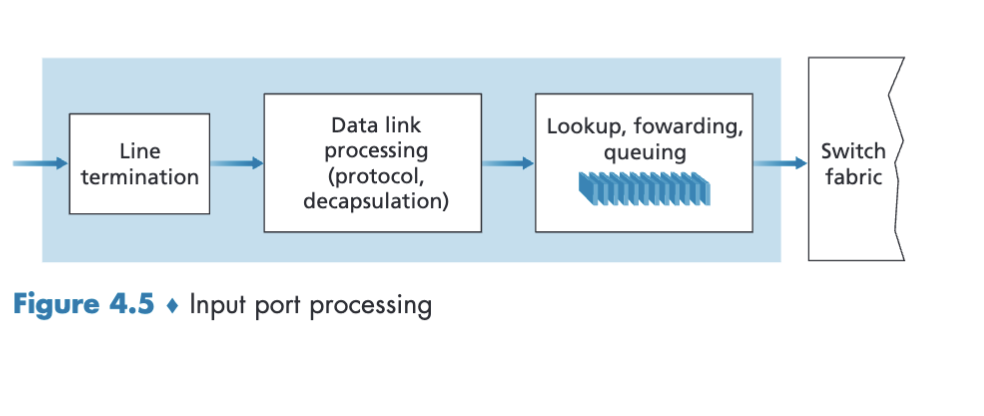 Line
termination
Data link
processing
(protocol,
decapsulation)
Lookup, fowarding,
queuing
Switch
fabric
Figure 4.5 ♦ Input port processing